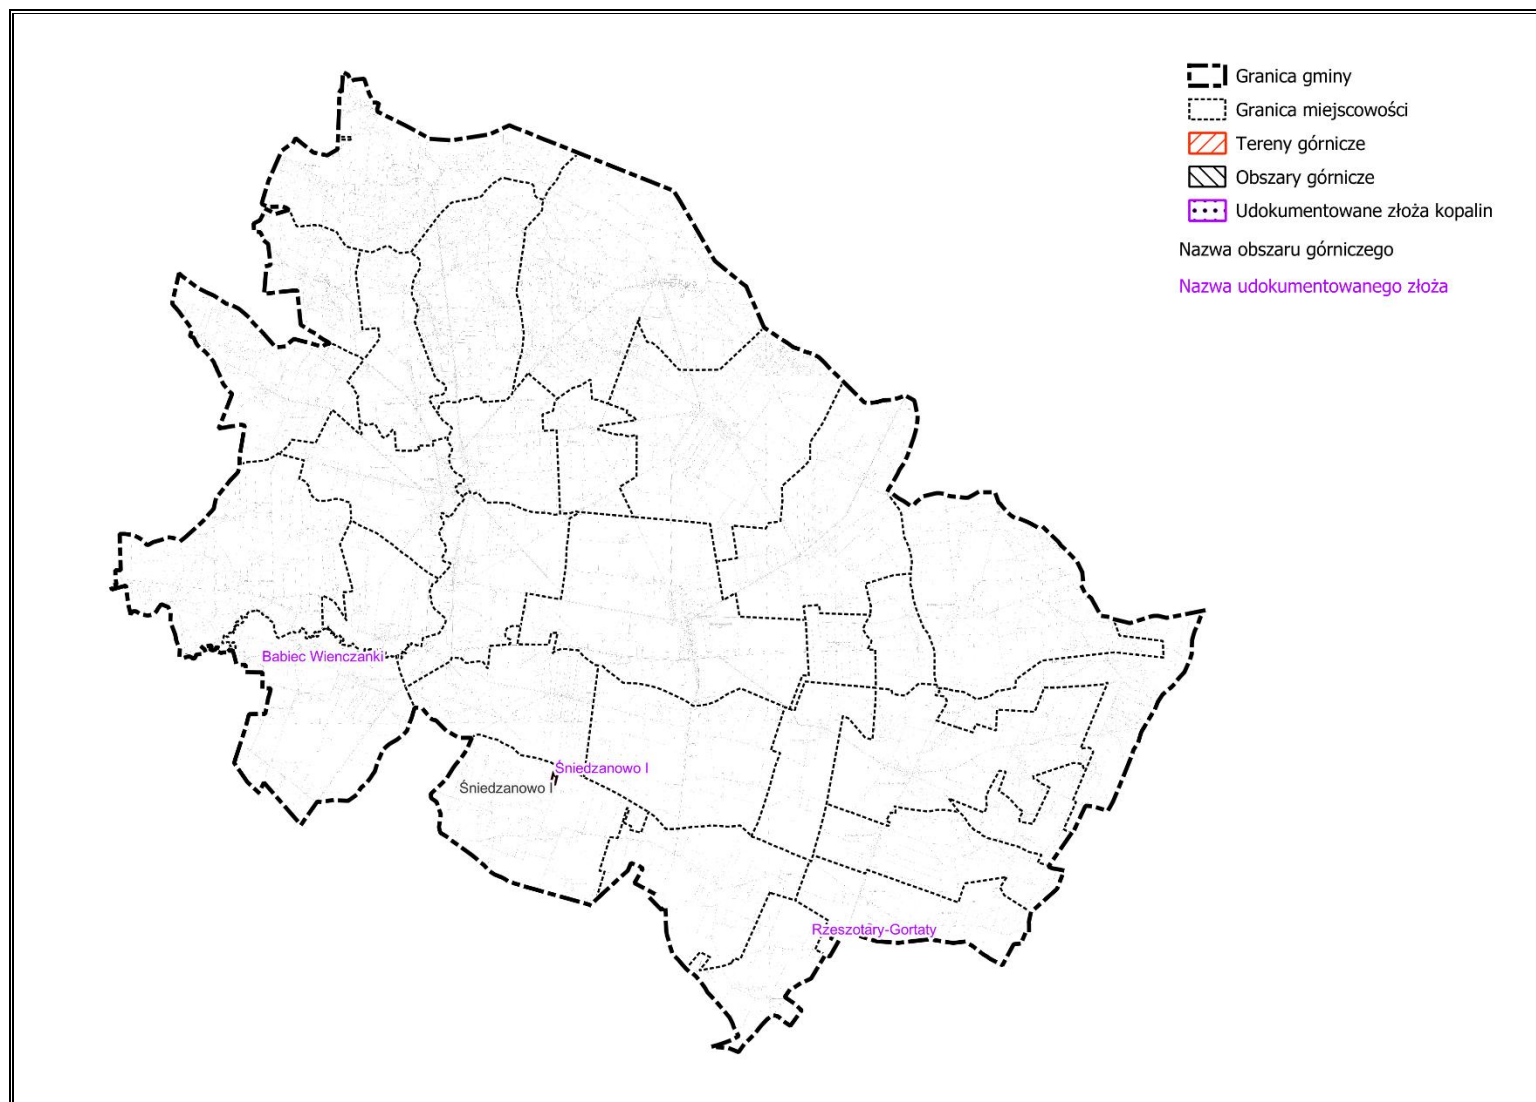 Granica gminy
Granica miejscowości
Tereny górnicze
Obszary górnicze
Udokumentowane złoża kopalin
Nazwa obszaru górniczego
Nazwa udokumentowanego złoża
Babiec Wienczanki
Śniedzanowo I
Śniedzanowo I
Rzeszotary-Gortaty